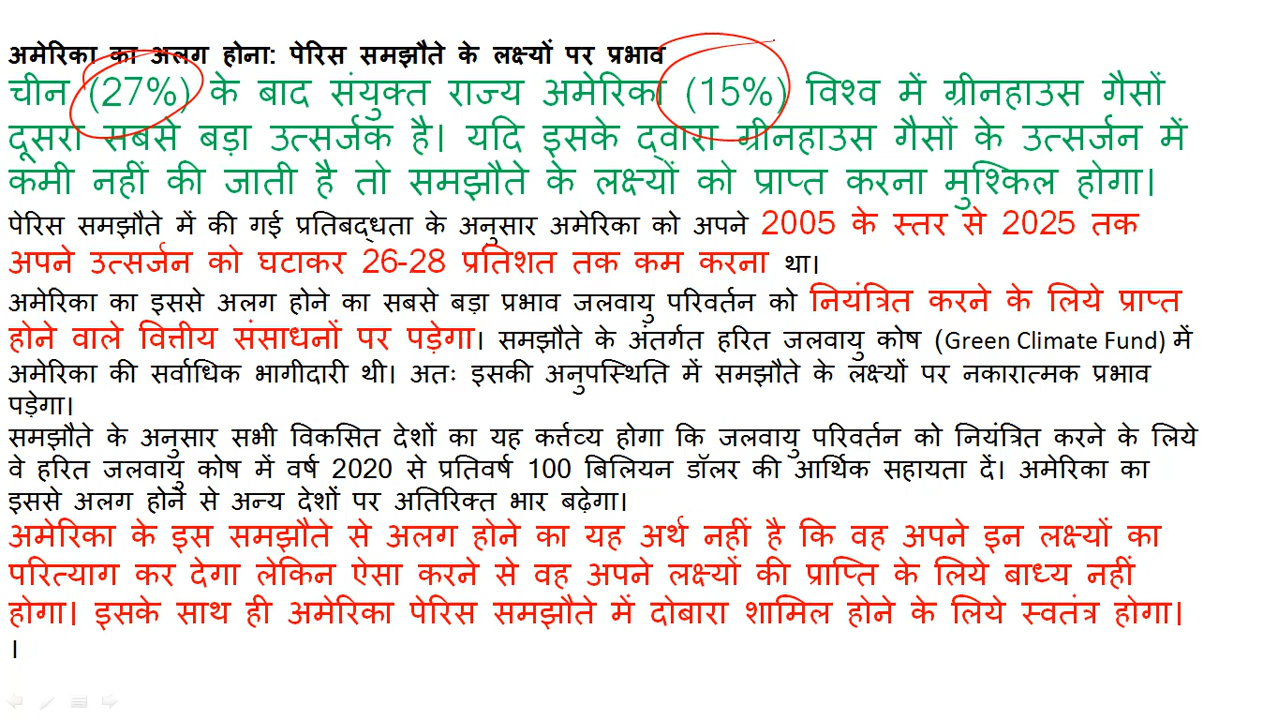 अमेरिका का अलग होना: पेरिस समझौते के लक्ष्यों पर प्रभाव
चीन (27%) के बाद संयुक्त राज्य अमेरिका (15%) विश्व में ग्रीनहाउस गैसों
दूसरा सबसे बड़ा उत्सर्जक है। यदि इसके द्वारा ग्रीनहाउस गैसों के उत्सर्जन में
कमी नहीं की जाती है तो समझौते के लक्ष्यों को प्राप्त करना मुश्किल होगा।
पेरिस समझौते में की गई प्रतिबद्धता के अनुसार अमेरिका को अपने 2005 के स्तर से 2025 तक
अपने उत्सर्जन को घटाकर 26-28 प्रतिशत तक कम करना था।
अमेरिका का इससे अलग होने का सबसे बड़ा प्रभाव जलवायु परिवर्तन को नियंत्रित करने के लिये प्राप्त
होने वाले वित्तीय संसाधनों पर पड़ेगा। समझौते के अंतर्गत हरित जलवायु कोष (Green Climate Fund) में
अमेरिका की सर्वाधिक भागीदारी थी। अतः इसकी अनुपस्थिति में समझौते के लक्ष्यों पर नकारात्मक प्रभाव
पड़ेगा।
समझौते के अनुसार सभी विकसित देशों का यह कर्त्तव्य होगा कि जलवायु परिवर्तन को नियंत्रित करने के लिये
वे हरित जलवायु कोष में वर्ष 2020 से प्रतिवर्ष 100 बिलियन डॉलर की आर्थिक सहायता दें। अमेरिका का
इससे अलग होने से अन्य देशों पर अतिरिक्त भार बढ़ेगा।
अमेरिका के इस समझौते से अलग होने का यह अर्थ नहीं है कि वह अपने इन लक्ष्यों का
परित्याग कर देगा लेकिन ऐसा करने से वह अपने लक्ष्यों की प्राप्ति के लिये बाध्य नहीं
होगा। इसके साथ ही अमेरिका पेरिस समझौते में दोबारा शामिल होने के लिये स्वतंत्र होगा।
।